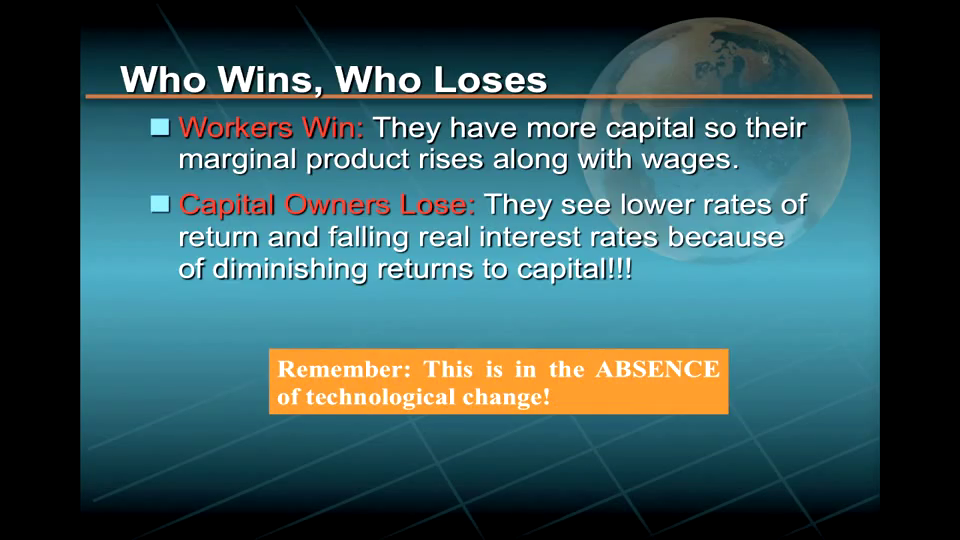 Who Wins, Who Loses
Workers Win: They have more capital so their
marginal product rises along with wages.
Capital Owners Lose: They see lower rates of
return and falling real interest rates because
of diminishing returns to capital!!!
Remember: This is in the ABSENCE
of technological change!